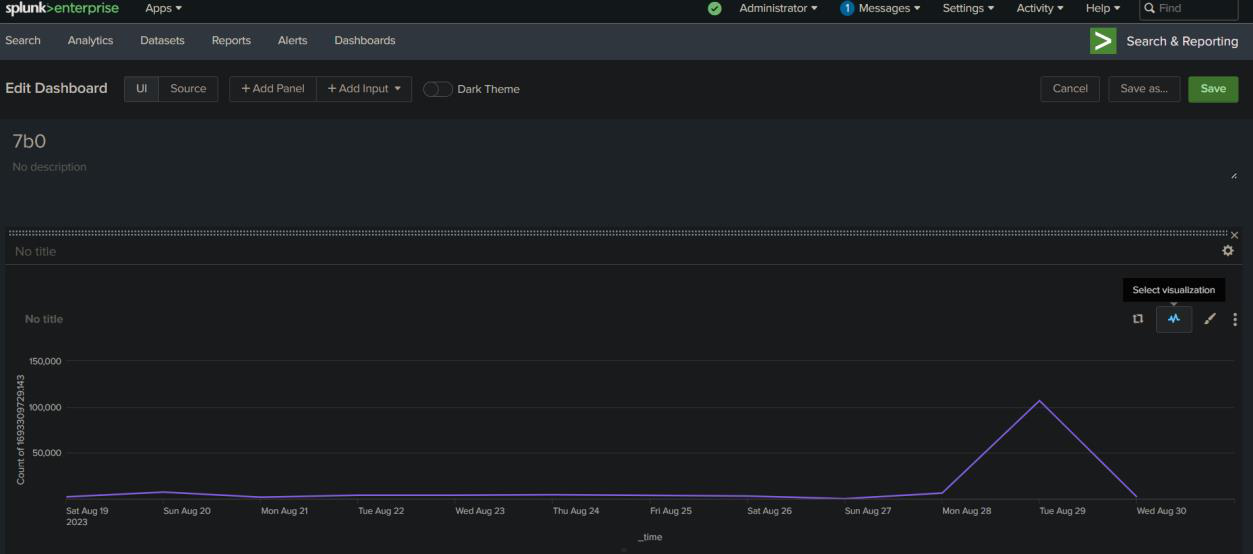 splunk>enterprise Apps ▾ Administrator ▾ 1 Messages ▾ Settings ▾ Activity ▾ Help ▾ Find
Search Analytics Datasets Reports Alerts Dashboards > Search & Reporting
Edit Dashboard UI Source + Add Panel + Add Input ▾ Dark Theme Cancel Save as... Save
7b0
No description
No title
Select visualization
No title
150,000
100,000
50,000
Count of 1693309729.143
Sat Aug 19 Sun Aug 20 Mon Aug 21 Tue Aug 22 Wed Aug 23 Thu Aug 24 Fri Aug 25 Sat Aug 26 Sun Aug 27 Mon Aug 28 Tue Aug 29 Wed Aug 30
2023
_time